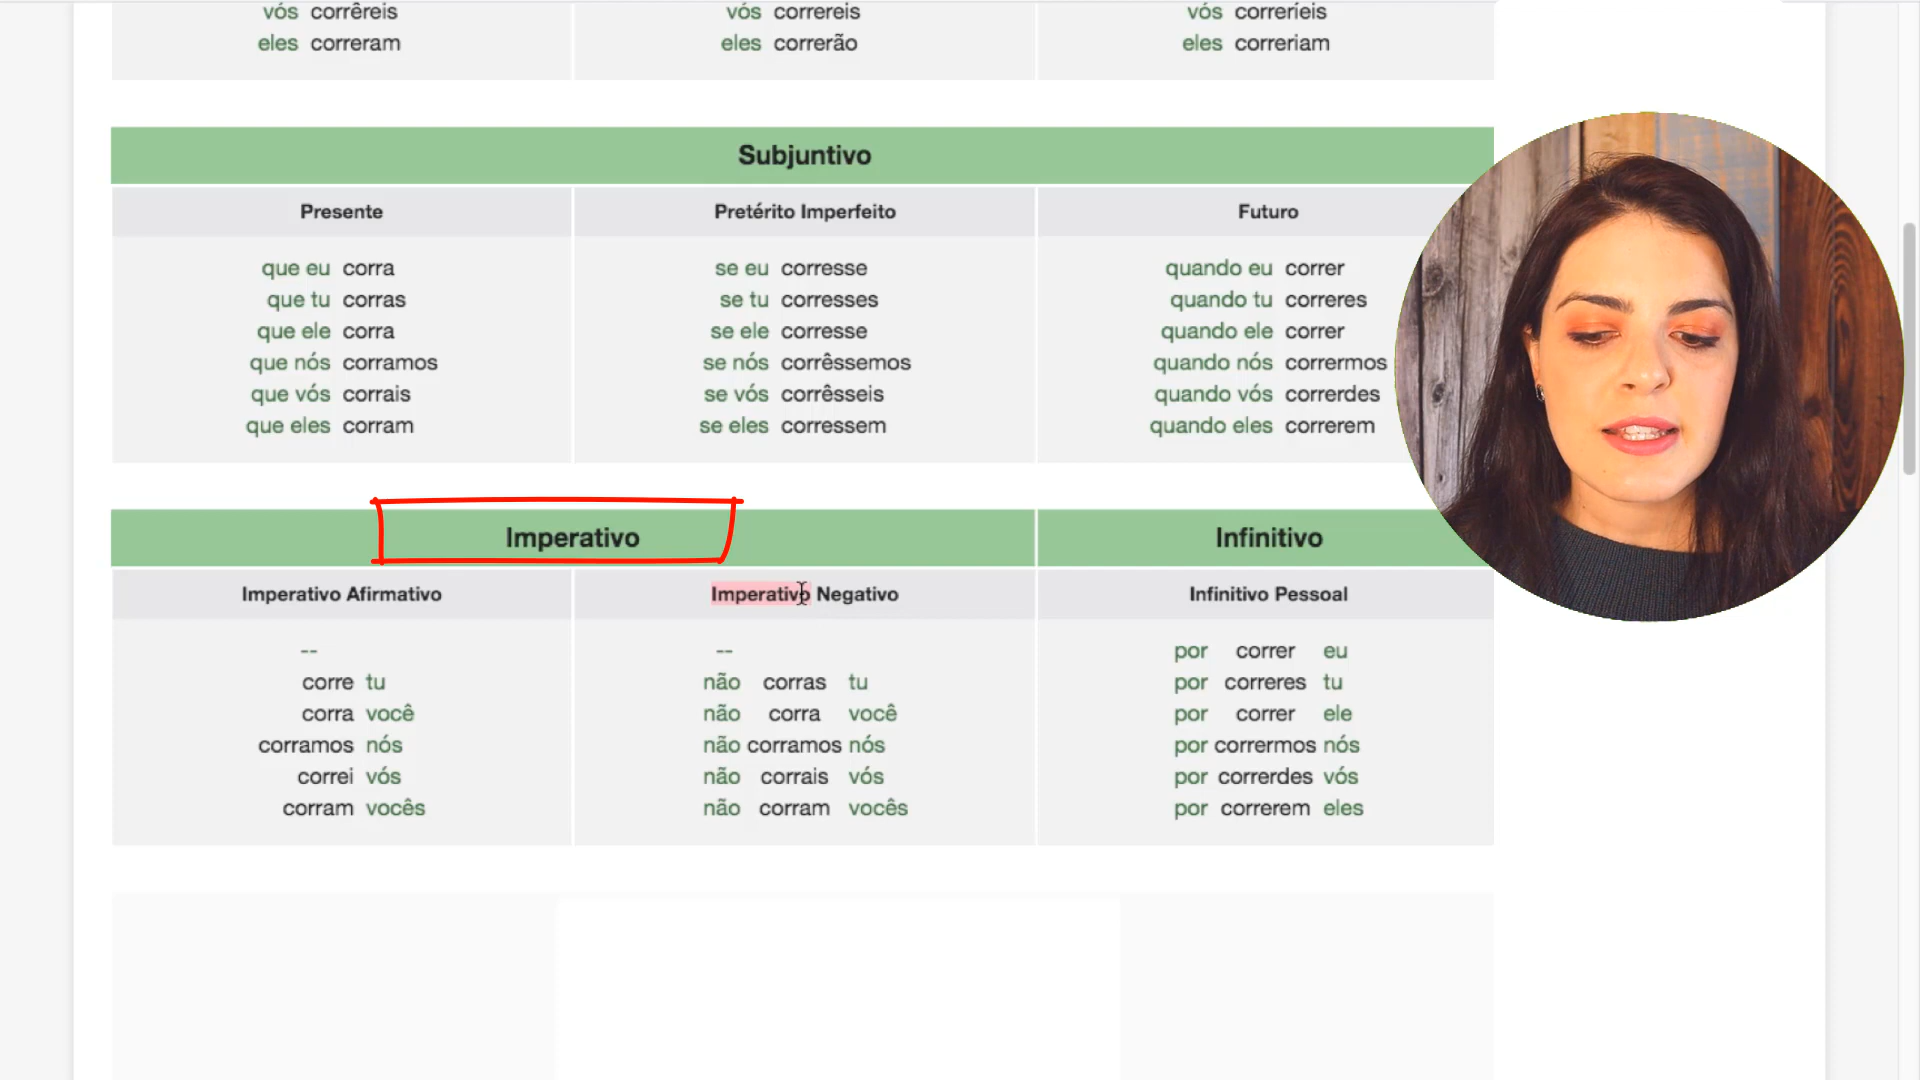 vós corrêreis
eles correram
vós correreis
eles correrão
vós correríeis
eles correriam
Subjuntivo
Presente
que eu corra
que tu corras
que ele corra
que nós corramos
que vós corrais
que eles corram
Pretérito Imperfeito
se eu corresse
se tu corresses
se ele corresse
se nós corrêssemos
se vós corrêsseis
se eles corressem
Futuro
quando eu correr
quando tu correres
quando ele correr
quando nós corrermos
quando vós correrdes
quando eles correrem
Imperativo
Imperativo Afirmativo
--
corre tu
corra você
corramos nós
correi vós
corram vocês
Imperativo Negativo
--
não corras tu
não corra você
não corramos nós
não corrais vós
não corram vocês
Infinitivo
Infinitivo Pessoal
por correr eu
por correres tu
por correr ele
por corrermos nós
por correrdes vós
por correrem eles